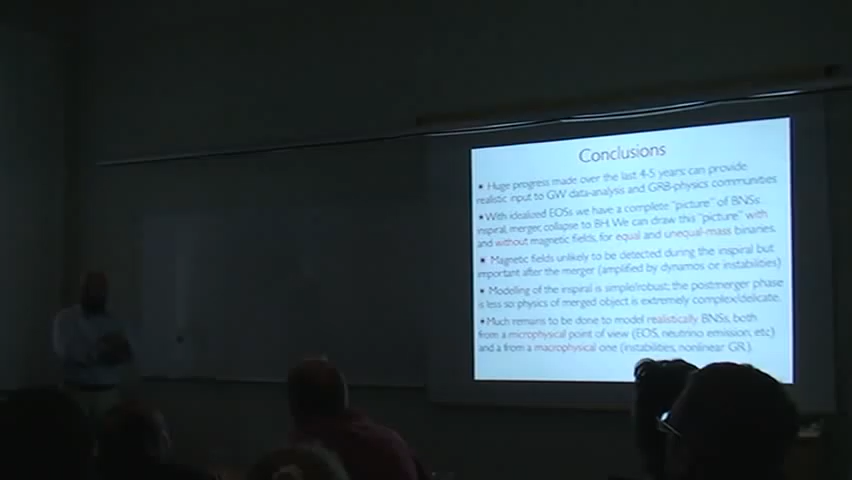 Conclusions
• Huge progress made over the last 4-5 years: can provide
realistic input to GW data-analysis and GRB-physics communities
• With idealized EOSs we have a complete "picture" of BNSs:
inspiral, merger, collapse to BH. We can draw this "picture" with
and without magnetic fields, for equal and unequal-mass binaries.
• Magnetic fields unlikely to be detected during the inspiral but
important after the merger (amplified by dynamos or instabilities)
• Modelling of the inspiral is simple/robust; the postmerger phase
is less so: physics of merged object is extremely complex/delicate.
• Much remains to be done to model realistically BNSs, both
from a microphysical point of view (EOS, neutrino emission, etc)
and a from a macrophysical one (instabilities, nonlinear GR.)